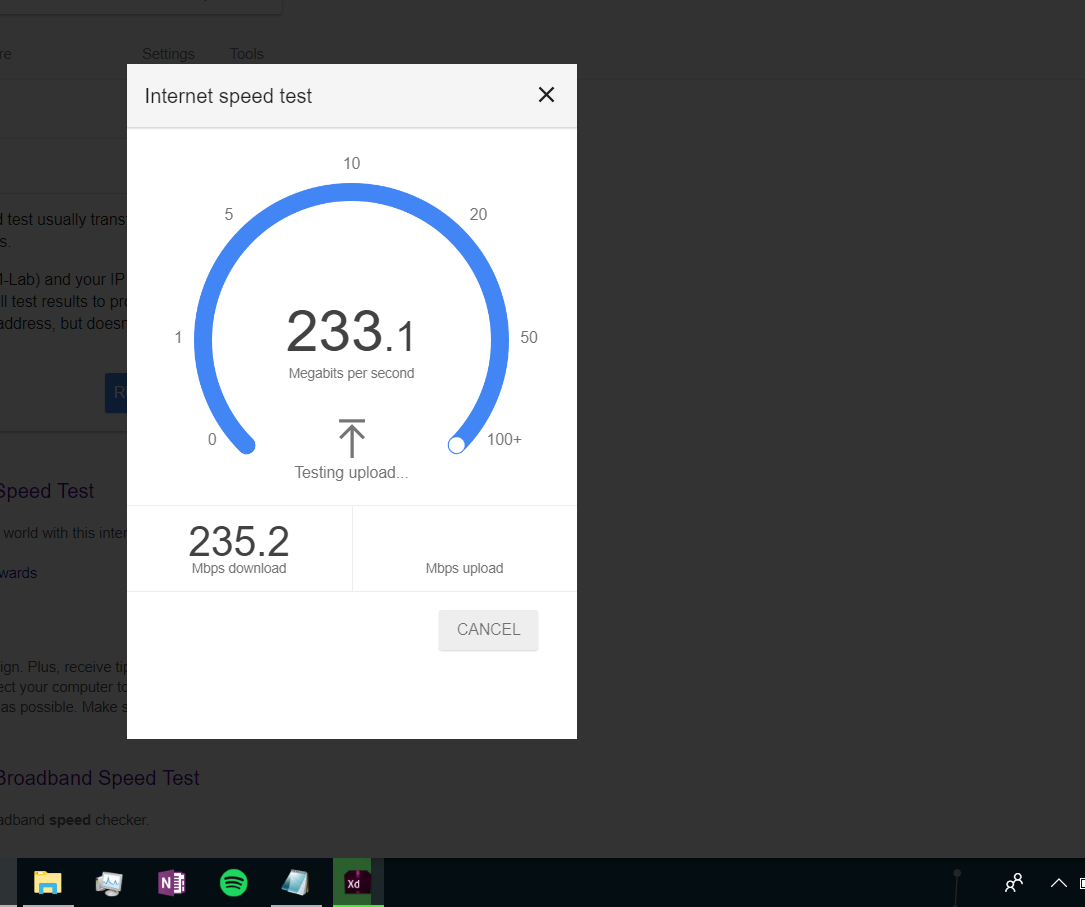 re
Settings
Tools
Internet speed test
10
5
20
d test usually trans
s.
1-Lab) and your IP
ll test results to pro
address, but doesn
233.1
1
50
Megabits per second
R
0
100+
Testing upload...
Speed Test
235.2
world with this inter
Mbps download
Mbps upload
wards
CANCEL
ign. Plus, receive tip
ect your computer to
as possible. Make s
Broadband Speed Test
adband speed checker.
N
Xd